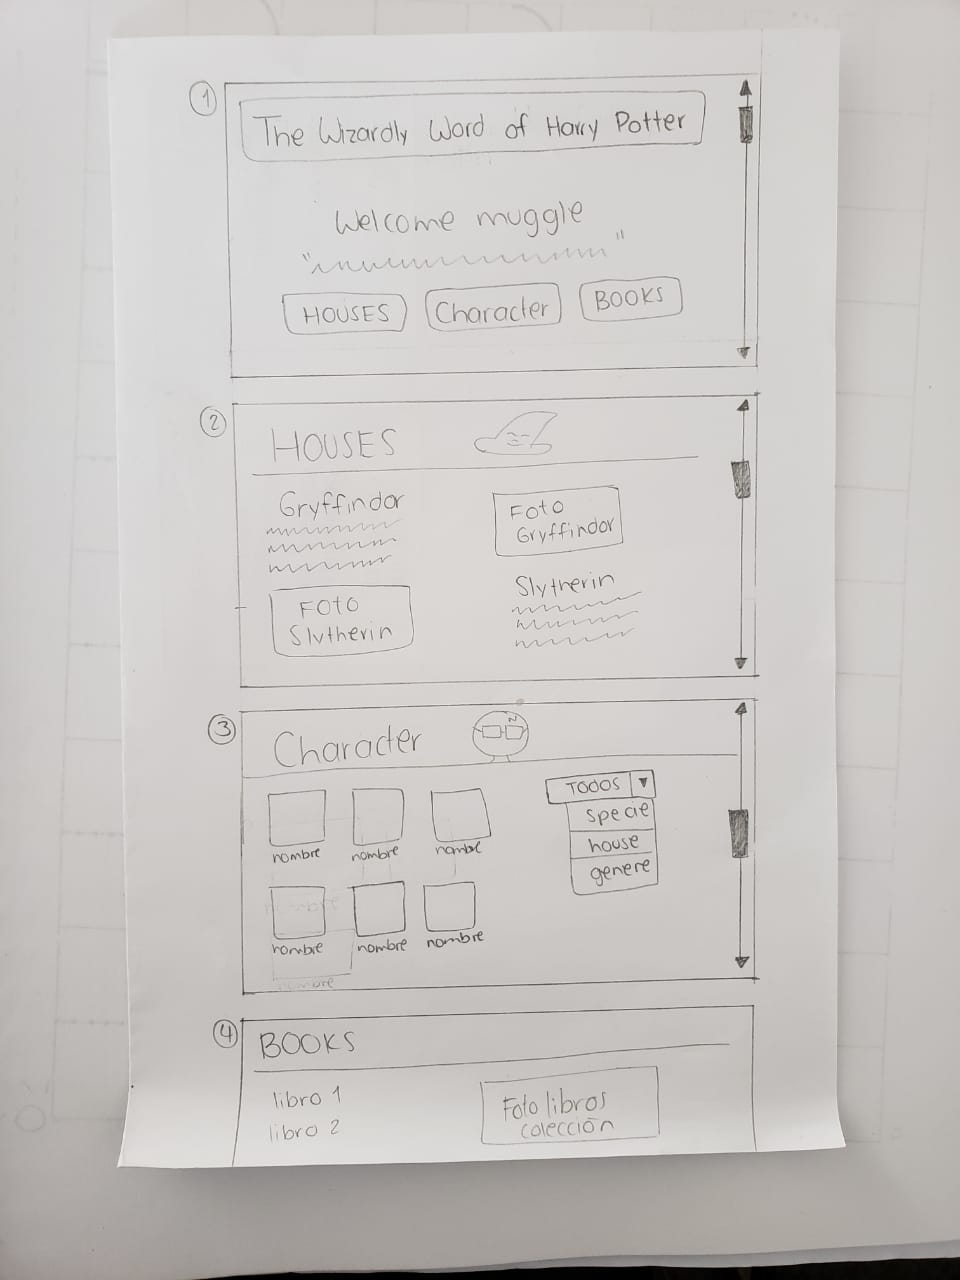 1
The Wizardly Word of Harry Potter
Welcome muggle
" "
HOUSES Character BOOKS
2
HOUSES
Gryffindor
Foto
Gryffindor
Foto
Slytherin
Slytherin
3
Character
nombre nombre nombre
nombre nombre nombre
TODOS
specie
house
genere
4
BOOKS
libro 1
libro 2
Foto libros
colección